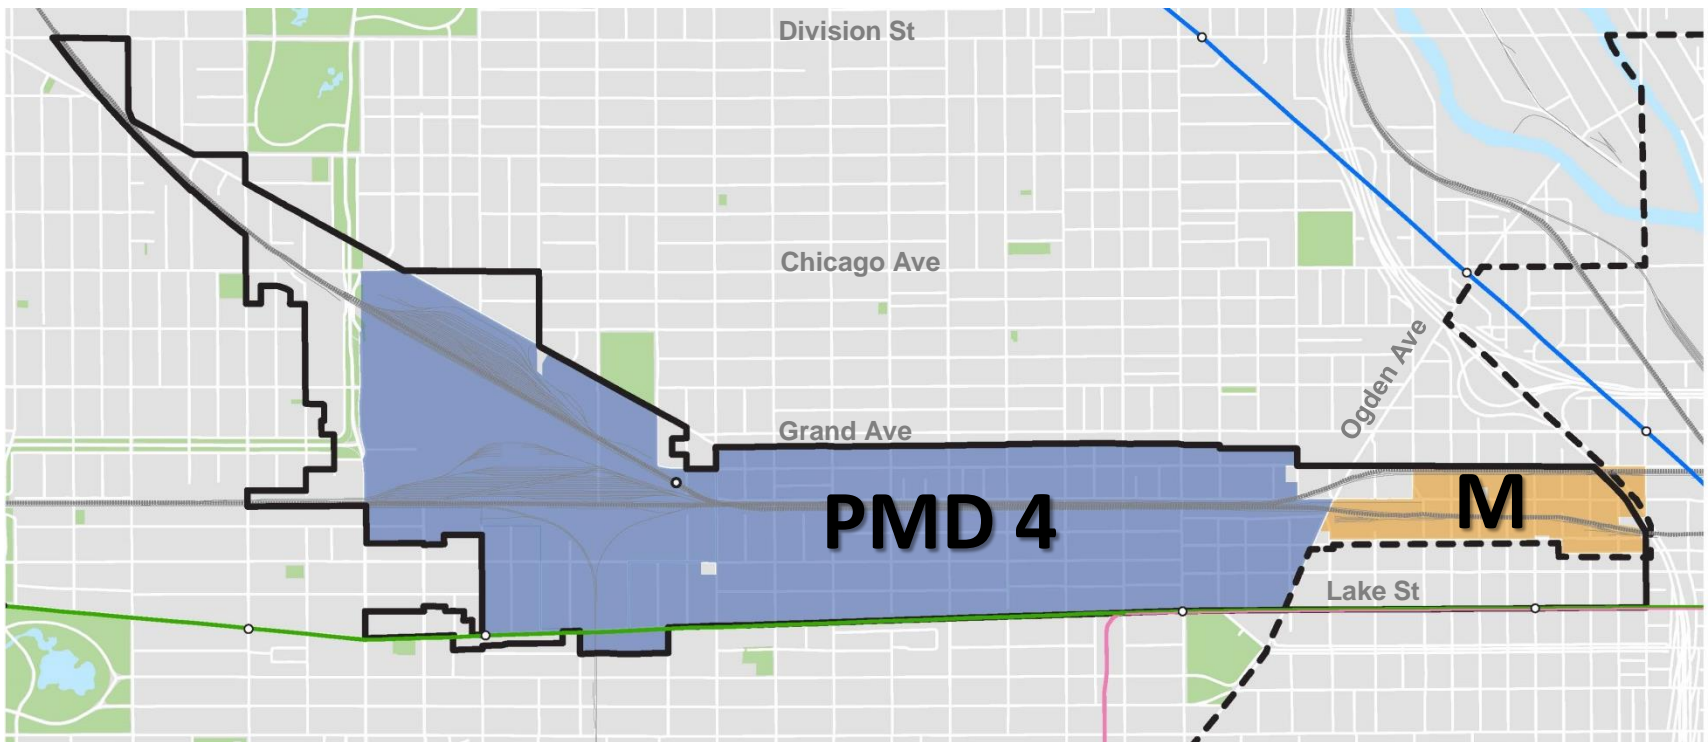 Division St
Chicago Ave
Ogden Ave
Grand Ave
M
PMD 4
Lake St